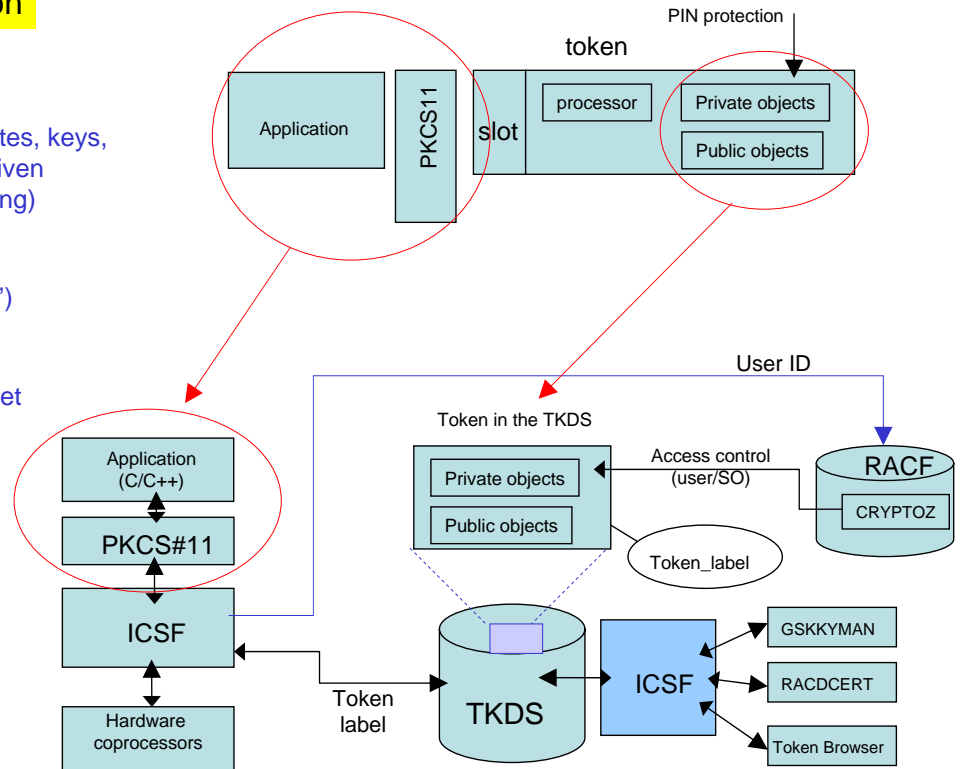 on
PIN protection
token
Application
PKCS11
slot
processor
Private objects
Public objects
tes, keys,
iven
ng)
')
et
User ID
Token in the TKDS
Application
(C/C++)
PKCS#11
ICSF
Hardware
coprocessors
Private objects
Public objects
Access control
(user/SO)
RACF
CRYPTOZ
Token_label
Token
label
TKDS
ICSF
GSKKYMAN
RACDCERT
Token Browser